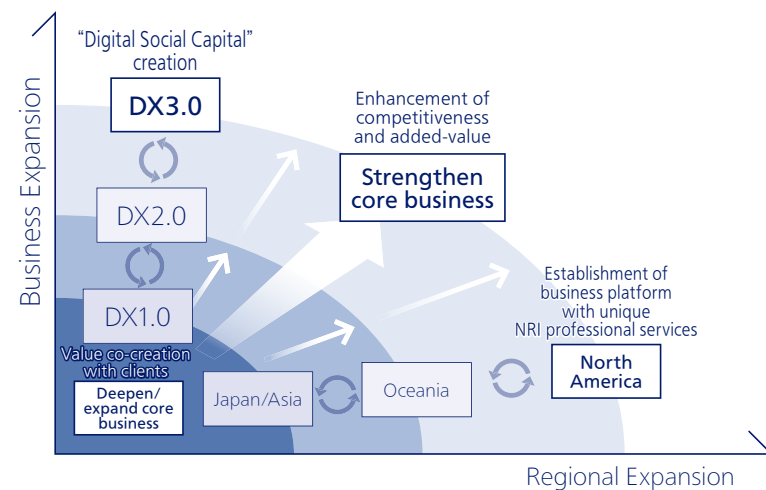 “Digital Social Capital”
creation
DX3.0
Enhancement of
competitiveness
and added-value
Strengthen
core business
DX2.0
Business Expansion
Establishment of
business platform
with unique
NRI professional services
DX1.0
Value co-creation
with clients
North
America
Deepen/
expand core
business
Japan/Asia
Oceania
Regional Expansion